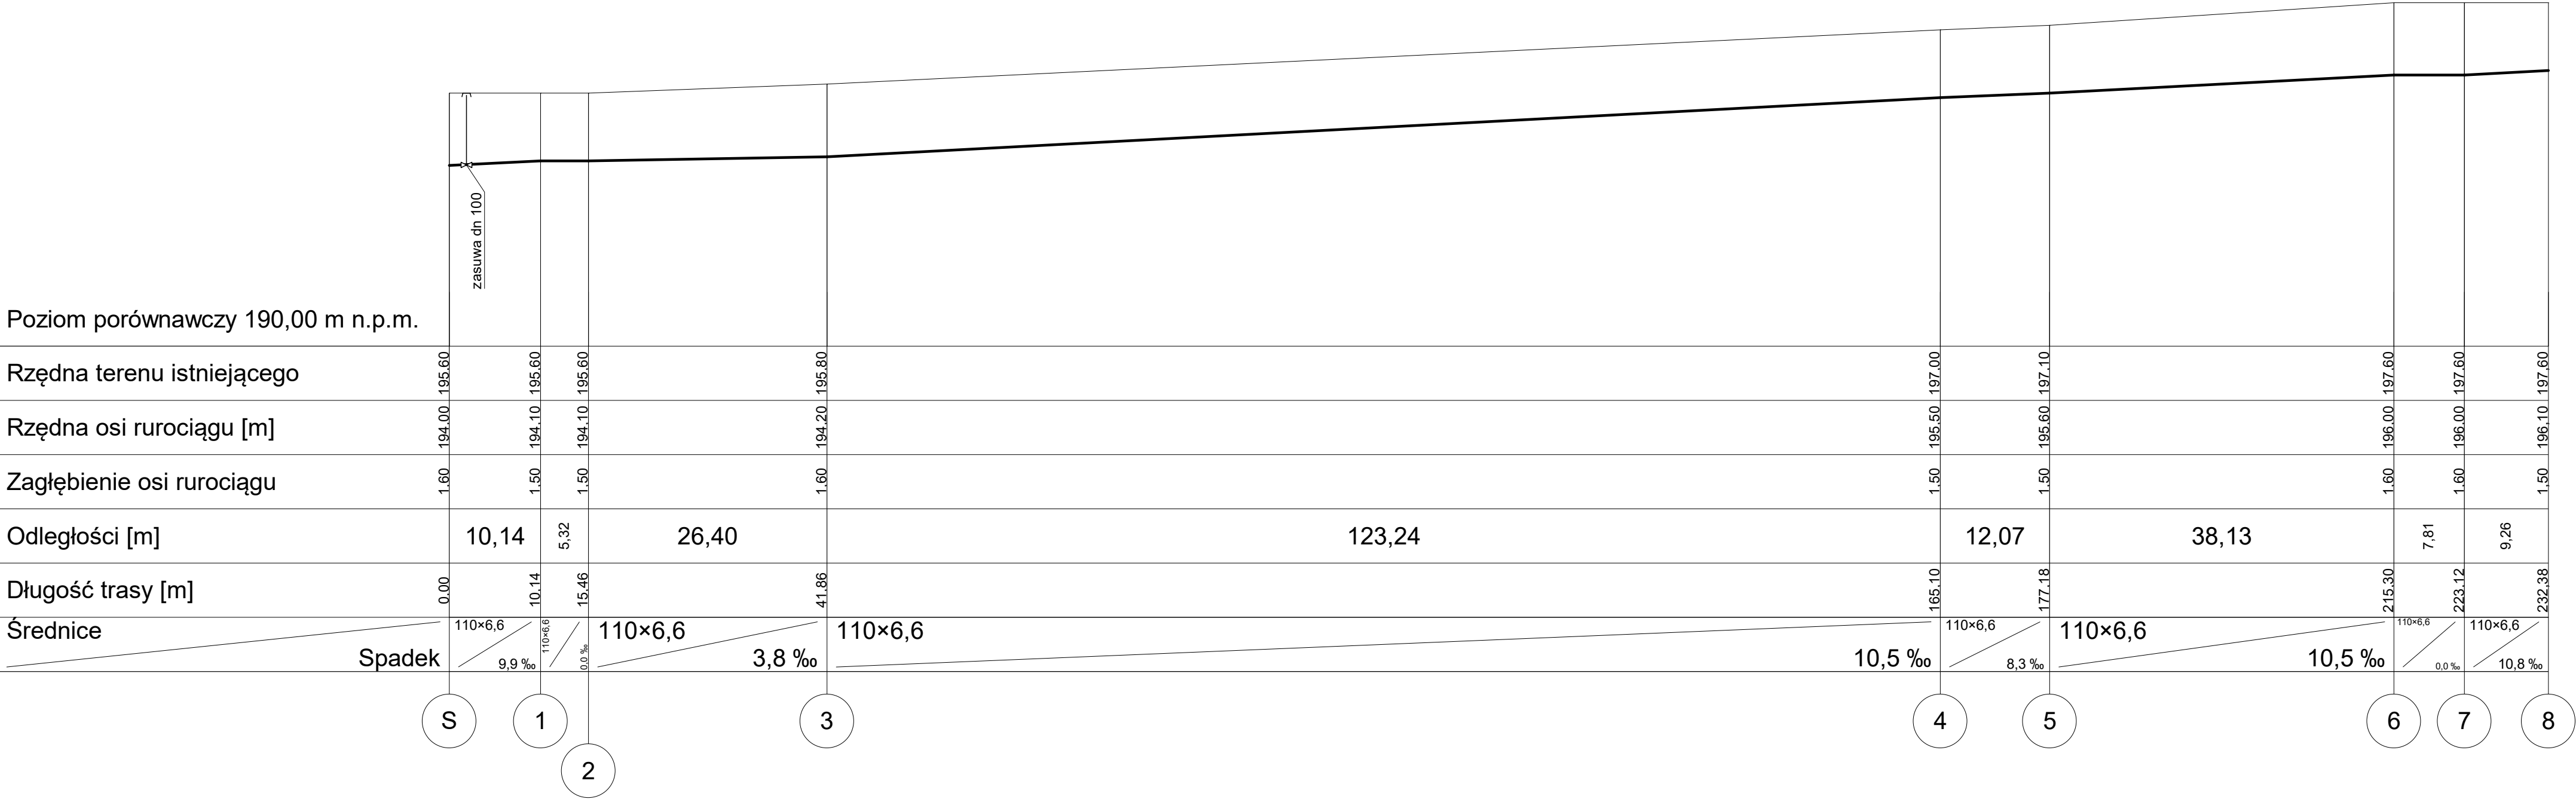 zasuwa dn 100
Poziom porównawczy 190,00 m n.p.m.
Rzędna terenu istniejącego 195.60 195.60 195.60 195.80 197.00 197.10 197.60 197.60 197,60
Rzędna osi rurociągu [m] 194.00 194.10 194.10 194.20 195.50 195.60 196.00 196.00 196,10
Zagłębienie osi rurociągu 1.60 1.50 1.50 1.60 1.50 1.50 1.60 1.60 1,50
Odległości [m] 10,14 5,32 26,40 123,24 12,07 38,13 7,81 9,26
Długość trasy [m] 0.00 10.14 15.46 41.86 165.10 177.18 215.30 223.12 232,38
Średnice 110×6,6 110×6,6 110×6,6 110×6,6 110×6,6 110×6,6 110×6,6 110×6,6
Spadek 9,9 ‰ 0,0 ‰ 3,8 ‰ 10,5 ‰ 8,3 ‰ 10,5 ‰ 0,0 ‰ 10,8 ‰
S 1 2 3 4 5 6 7 8